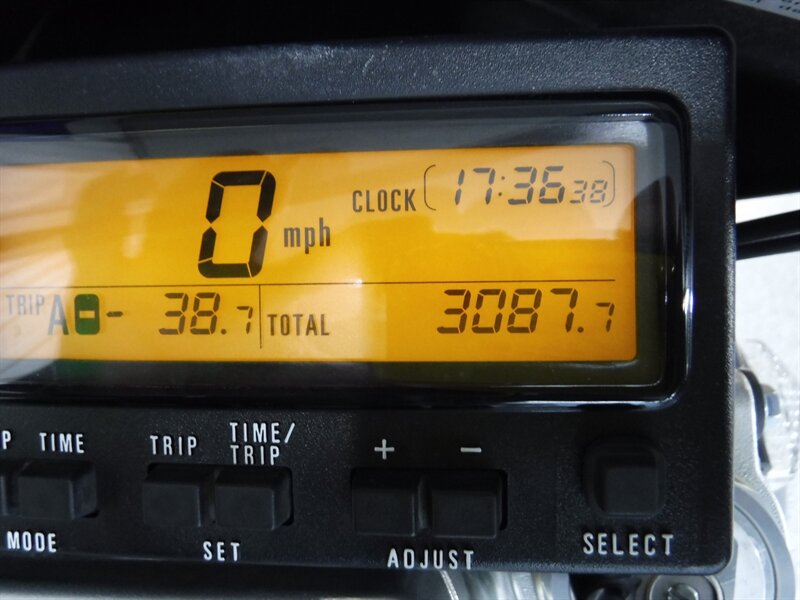 CLOCK 17:36 38
0 mph
TRIP A - 38.7 TOTAL 3087.7
P TIME TRIP TIME/
TRIP + -
MODE SET ADJUST SELECT